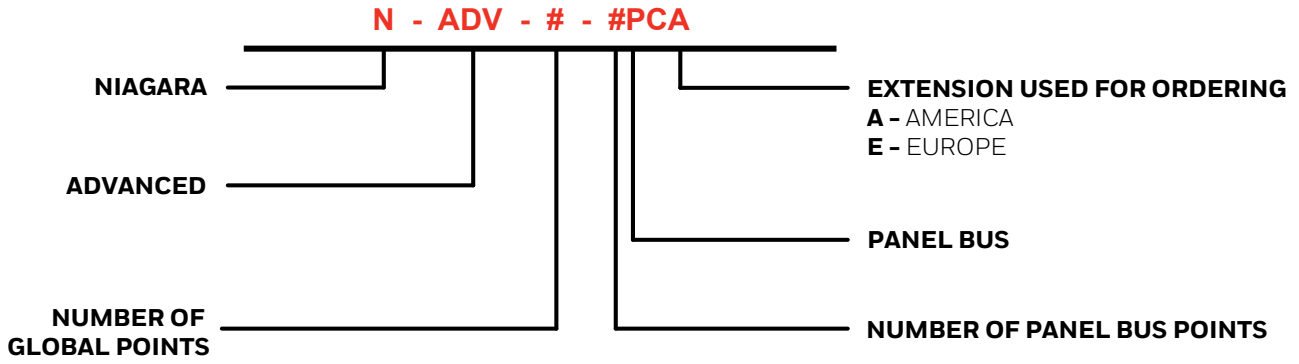 N - ADV - # - #PCA
NIAGARA
EXTENSION USED FOR ORDERING
A - AMERICA
E - EUROPE
ADVANCED
PANEL BUS
NUMBER OF
GLOBAL POINTS
NUMBER OF PANEL BUS POINTS